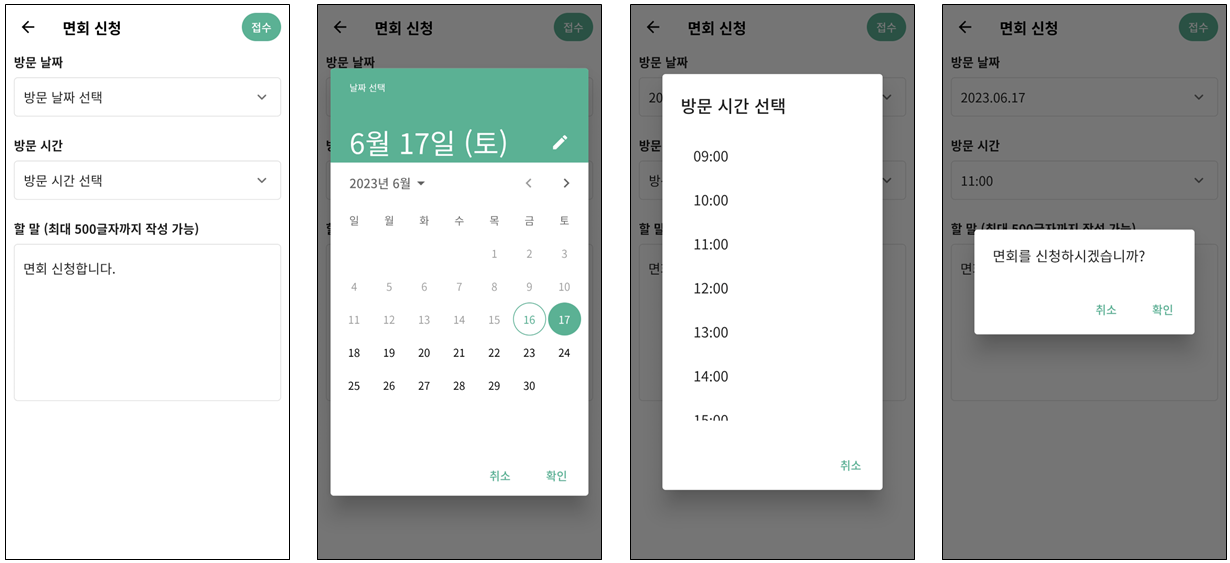 면회 신청
접수
방문 날짜
방문 날짜 선택
방문 시간
방문 시간 선택
할 말 (최대 500글자까지 작성 가능)
면회 신청합니다.
면회 신청
접수
방문 날짜
날짜 선택
6월 17일 (토)
2023년 6월
일 월 화 수 목 금 토
1 2 3
4 5 6 7 8 9 10
11 12 13 14 15 16 17
18 19 20 21 22 23 24
25 26 27 28 29 30
취소 확인
면회 신청
접수
방문 날짜
20
방문
방문 시간 선택
09:00
10:00
11:00
12:00
13:00
14:00
15:00
할 말
취소
면회 신청
접수
방문 날짜
2023.06.17
방문 시간
11:00
할 말 (최대 500글자까지 작성 가능)
면회를 신청하시겠습니까?
취소 확인